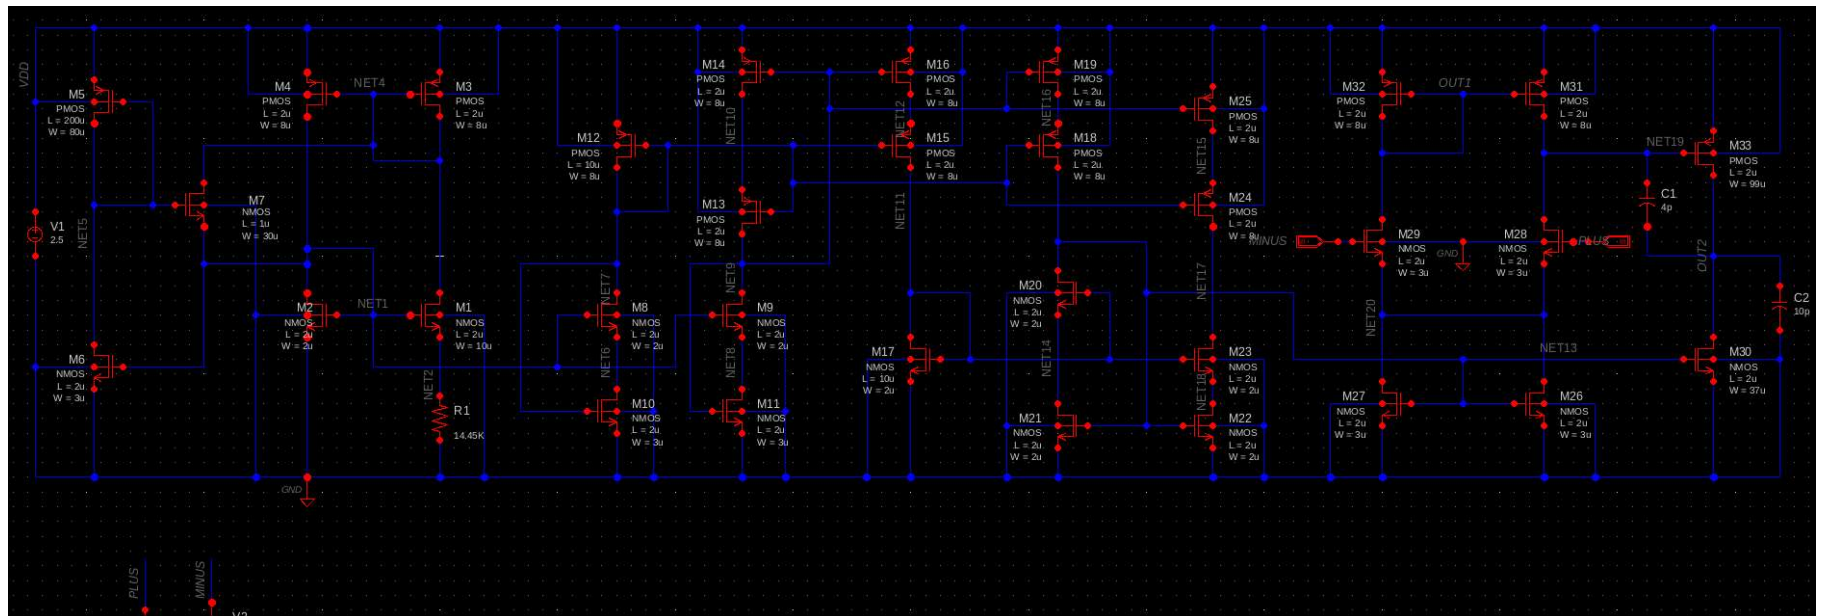 VDD
M5
PMOS
L = 200u
W = 80u
M4
PMOS
L = 2u
W = 8u
NET4
M3
PMOS
L = 2u
W = 8u
M12
PMOS
L = 10u
W = 8u
M14
PMOS
L = 2u
W = 8u
NET10
M16
PMOS
L = 2u
W = 8u
NET12
M15
PMOS
L = 2u
W = 8u
M19
PMOS
L = 2u
W = 8u
NET16
M18
PMOS
L = 2u
W = 8u
M25
PMOS
L = 2u
W = 8u
NET15
M24
PMOS
L = 2u
W = 8u
M32
PMOS
L = 2u
W = 8u
OUT1
M31
PMOS
L = 2u
W = 8u
NET19
M33
PMOS
L = 2u
W = 99u
C1
4p
V1
2.5
NET5
M7
NMOS
L = 1u
W = 30u
M13
PMOS
L = 2u
W = 8u
NET11
MINUS
M29
NMOS
L = 2u
W = 3u
GND
M28
NMOS
L = 2u
W = 3u
PLUS
OUT2
--
M2
NMOS
L = 2u
W = 2u
NET1
M1
NMOS
L = 2u
W = 10u
NET7
M8
NMOS
L = 2u
W = 2u
NET9
M9
NMOS
L = 2u
W = 2u
M20
NMOS
L = 2u
W = 2u
NET17
NET20
C2
10p
M6
NMOS
L = 2u
W = 3u
NET2
R1
14.45K
NET6
M10
NMOS
L = 2u
W = 3u
NET8
M11
NMOS
L = 2u
W = 3u
M17
NMOS
L = 10u
W = 2u
NET14
M21
NMOS
L = 2u
W = 2u
M23
NMOS
L = 2u
W = 2u
NET18
M22
NMOS
L = 2u
W = 2u
M27
NMOS
L = 2u
W = 3u
NET13
M26
NMOS
L = 2u
W = 3u
M30
NMOS
L = 2u
W = 37u
GND
PLUS
MINUS